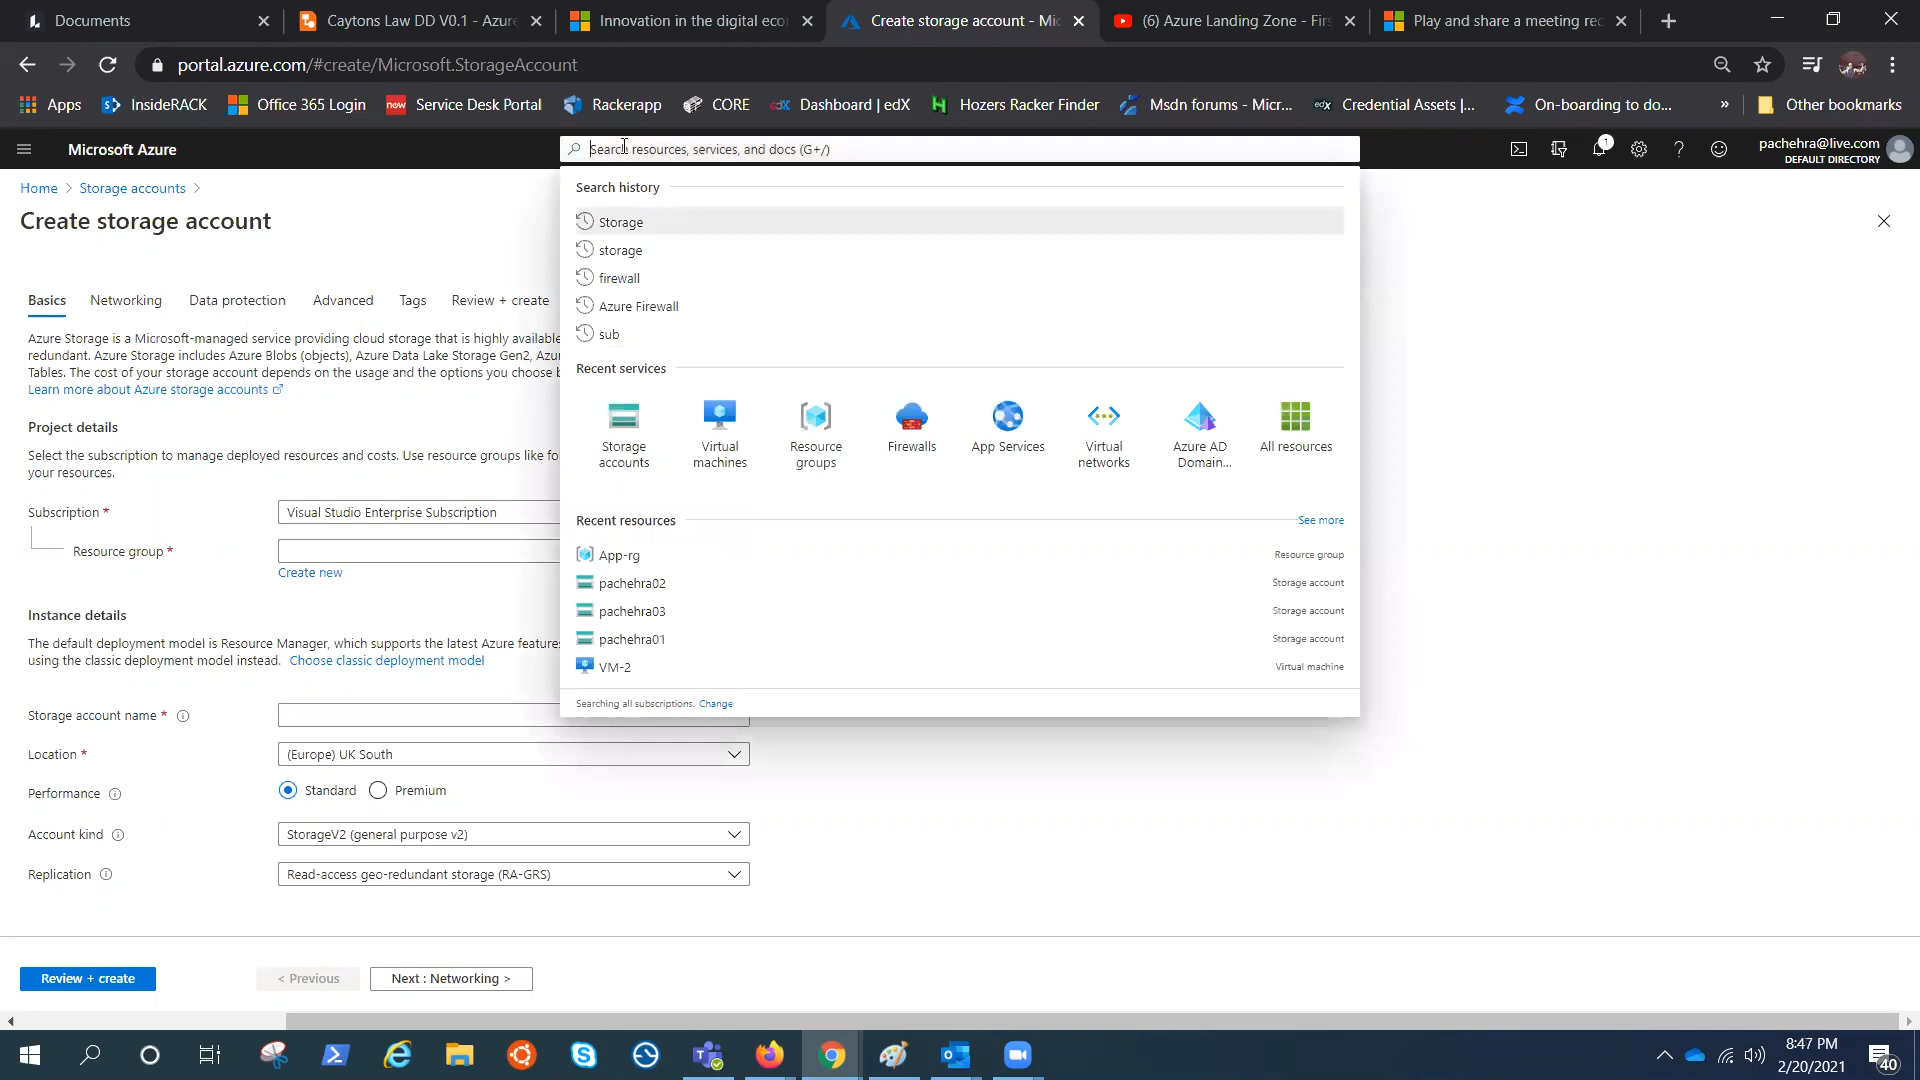 Documents
Caytons Law DD V0.1 - Azure
Innovation in the digital eco
Create storage account - Mic
(6) Azure Landing Zone - Firs
Play and share a meeting rec
portal.azure.com/#create/Microsoft.StorageAccount
Apps
InsideRACK
Office 365 Login
now
Service Desk Portal
Rackerapp
CORE
edX
Dashboard | edX
Hozers Racker Finder
Msdn forums - Micr...
edX
Credential Assets |...
On-boarding to do...
»
Other bookmarks
Microsoft Azure
Search resources, services, and docs (G+/)
1
pachehra@live.com
DEFAULT DIRECTORY
Home > Storage accounts >
Create storage account
Basics
Networking
Data protection
Advanced
Tags
Review + create
Azure Storage is a Microsoft-managed service providing cloud storage that is highly available
redundant. Azure Storage includes Azure Blobs (objects), Azure Data Lake Storage Gen2, Azu
Tables. The cost of your storage account depends on the usage and the options you choose b
Learn more about Azure storage accounts
Project details
Select the subscription to manage deployed resources and costs. Use resource groups like fol
your resources.
Subscription *
Visual Studio Enterprise Subscription
Resource group *
Create new
Instance details
The default deployment model is Resource Manager, which supports the latest Azure features
using the classic deployment model instead. Choose classic deployment model
Storage account name *
Location *
(Europe) UK South
Performance
Standard
Premium
Account kind
StorageV2 (general purpose v2)
Replication
Read-access geo-redundant storage (RA-GRS)
Review + create
< Previous
Next : Networking >
Search history
Storage
storage
firewall
Azure Firewall
sub
Recent services
Storage accounts
Virtual machines
Resource groups
Firewalls
App Services
Virtual networks
Azure AD Domain...
All resources
Recent resources
See more
App-rg
Resource group
pachehra02
Storage account
pachehra03
Storage account
pachehra01
Storage account
VM-2
Virtual machine
Searching all subscriptions. Change
8:47 PM
2/20/2021
40